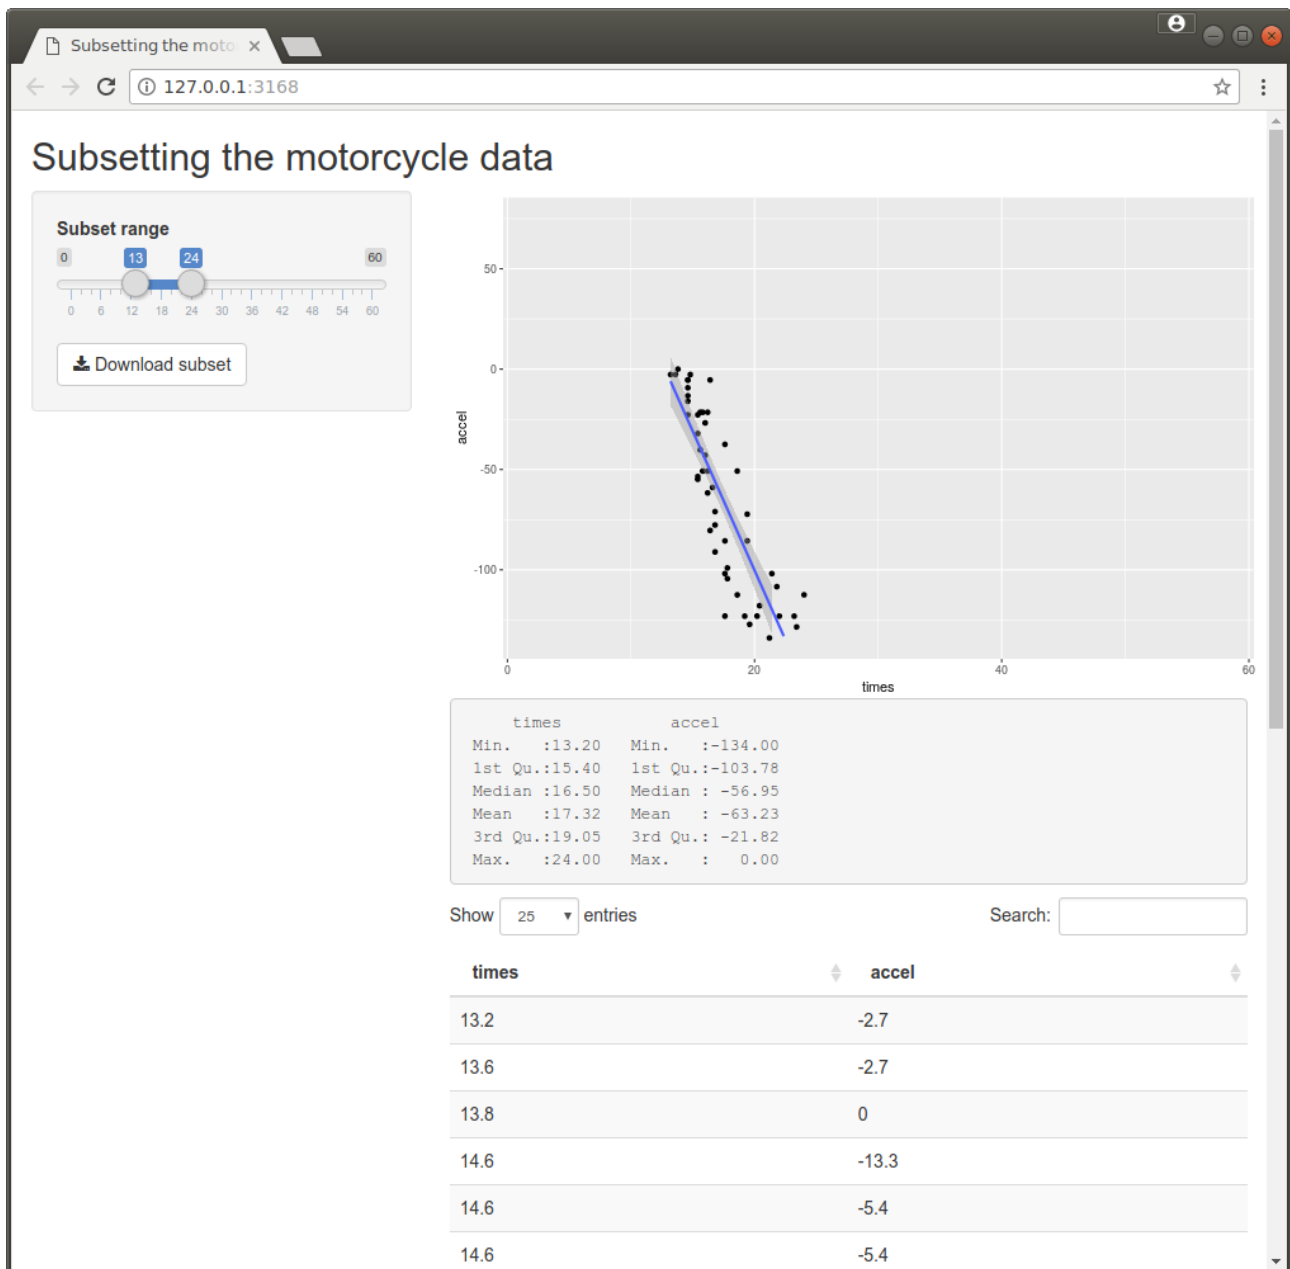 Subsetting the moto
127.0.0.1:3168
Subsetting the motorcycle data
Subset range
0 13 24 60
0 6 12 18 24 30 36 42 48 54 60
Download subset
50
0
-50
-100
accel
0 20 40 60
times
times accel
Min. :13.20 Min. :-134.00
1st Qu.:15.40 1st Qu.:-103.78
Median :16.50 Median : -56.95
Mean :17.32 Mean : -63.23
3rd Qu.:19.05 3rd Qu.: -21.82
Max. :24.00 Max. : 0.00
Show 25 entries Search:
times accel
13.2 -2.7
13.6 -2.7
13.8 0
14.6 -13.3
14.6 -5.4
14.6 -5.4